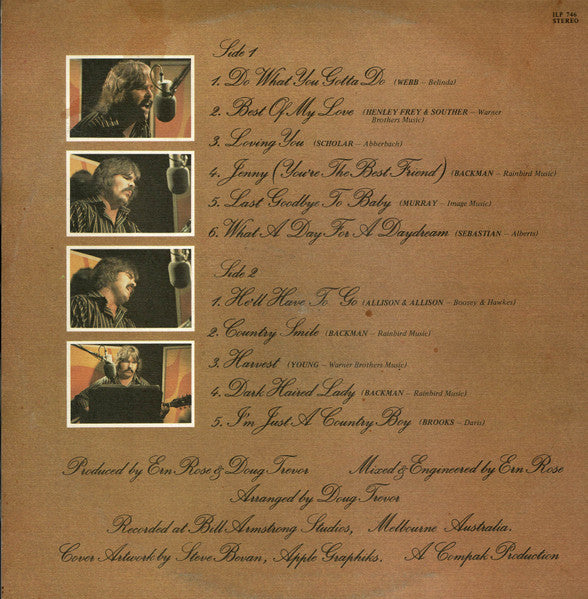 ILP 746
STEREO
Side 1
1. Do What You Gotta Do (WEBB – Belinda)
2. Best Of My Love (HENLEY FREY & SOUTHER – Warner
Brothers Music)
3. Loving You (SCHOLAR – Abberbach)
4. Jenny (You're The Best Friend) (BACKMAN – Rainbird Music)
5. Last Goodbye To Baby (MURRAY – Image Music)
6. What A Day For A Daydream (SEBASTIAN – Alberts)
Side 2
1. He'll Have To Go (ALLISON & ALLISON – Boosey & Hawkes)
2. Country Smile (BACKMAN – Rainbird Music)
3. Harvest (YOUNG – Warner Brothers Music)
4. Dark Haired Lady (BACKMAN – Rainbird Music)
5. I'm Just A Country Boy (BROOKS – Daris)
Produced by Ern Rose & Doug Trevor Mixed & Engineered by Ern Rose
Arranged by Doug Trevor
Recorded at Bill Armstrong Studios, Melbourne Australia.
Cover Artwork by Steve Bovan, Apple Graphiks. A Compak Production